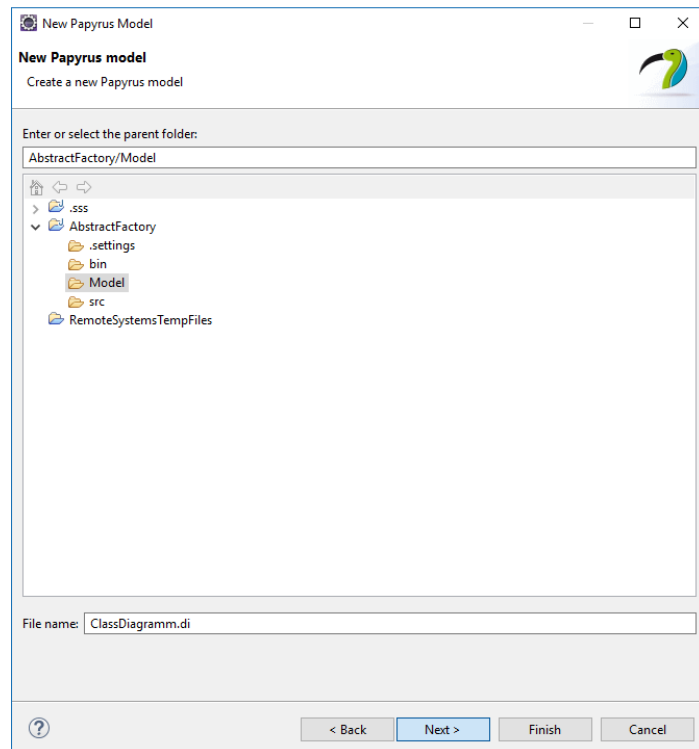 New Papyrus Model
New Papyrus model
Create a new Papyrus model
Enter or select the parent folder:
AbstractFactory/Model
.sss
AbstractFactory
.settings
bin
Model
src
RemoteSystemsTempFiles
File name: ClassDiagramm.di
< Back Next > Finish Cancel